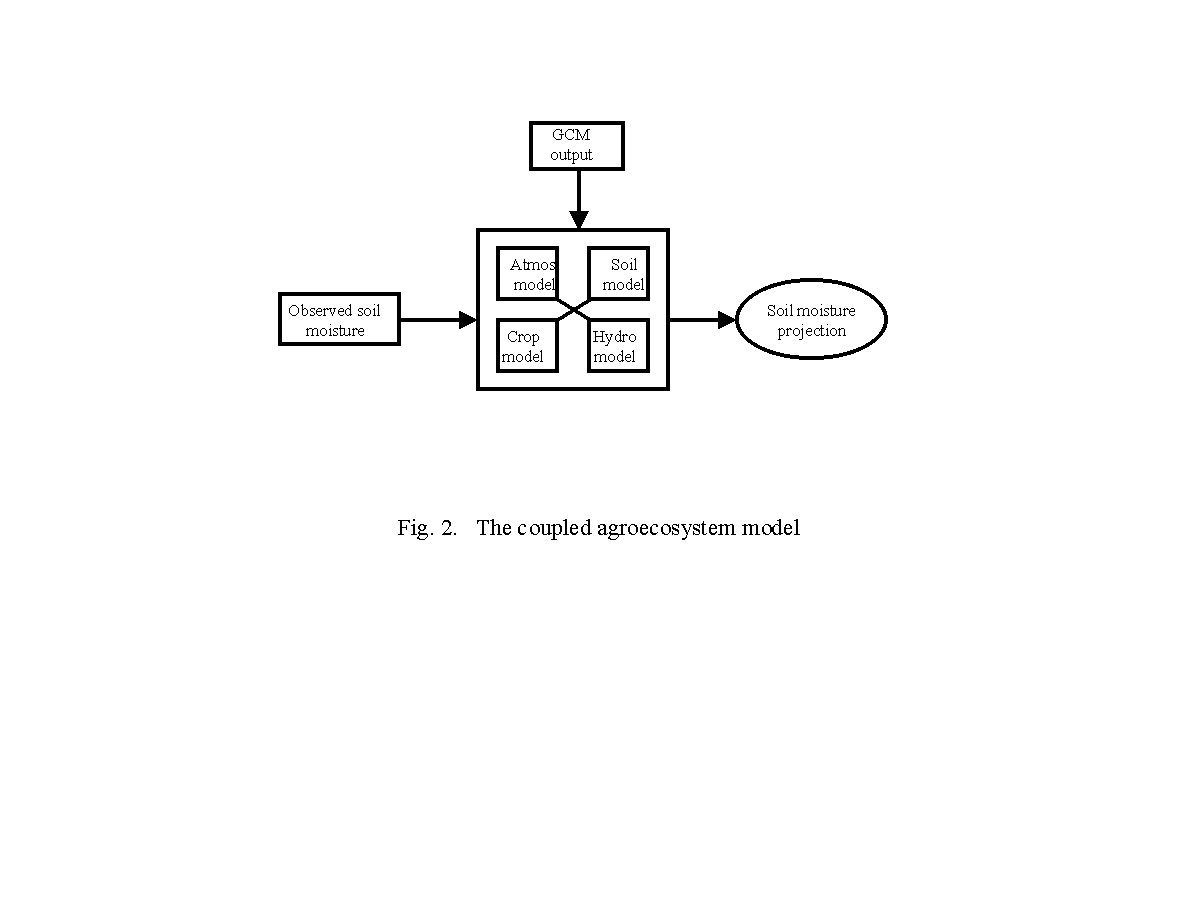 GCM
output
Atmos
model
Soil
model
Observed soil
moisture
Crop
model
Hydro
model
Soil moisture
projection
Fig. 2. The coupled agroecosystem model